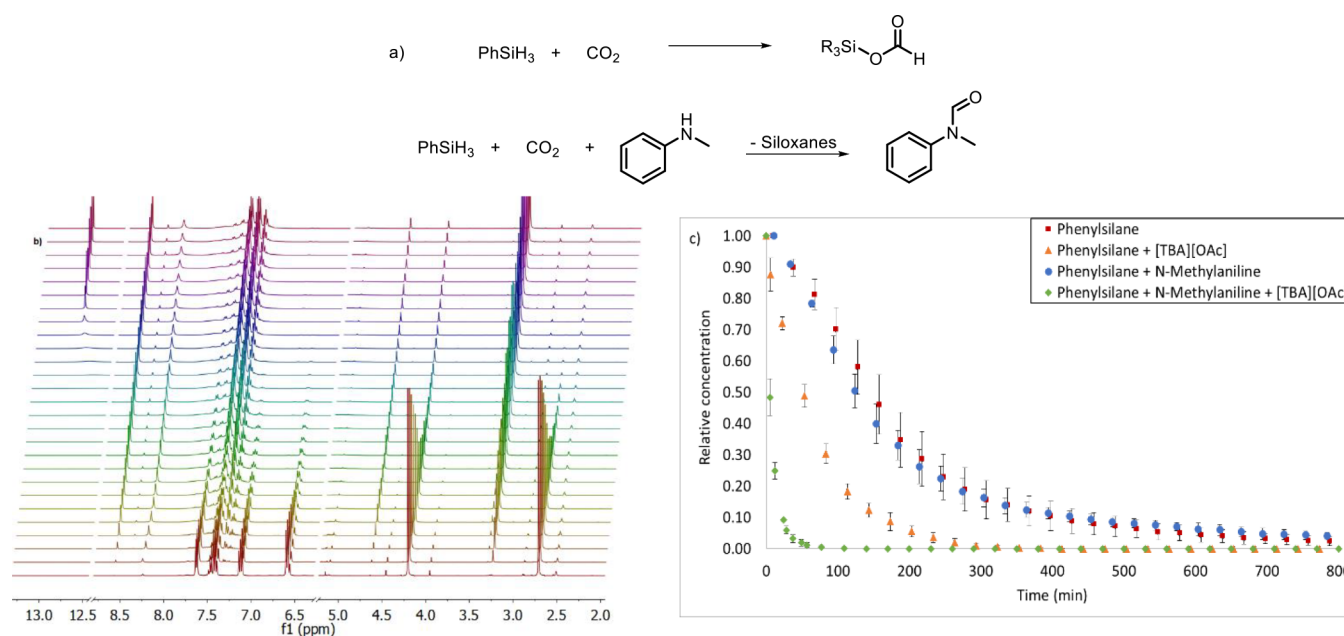 a) PhSiH3 + CO2 R3Si O O H
PhSiH3 + CO2 + H N - Siloxanes O N
b)
13.0 12.5 8.5 8.0 7.5 7.0 6.5 5.0 4.5 4.0 3.5 3.0 2.5 2.0
f1 (ppm)
c)
Phenylsilane
Phenylsilane + [TBA][OAc]
Phenylsilane + N-Methylaniline
Phenylsilane + N-Methylaniline + [TBA][OAc
Relative concentration
1.00
0.90
0.80
0.70
0.60
0.50
0.40
0.30
0.20
0.10
0.00
0 100 200 300 400 500 600 700 800
Time (min)